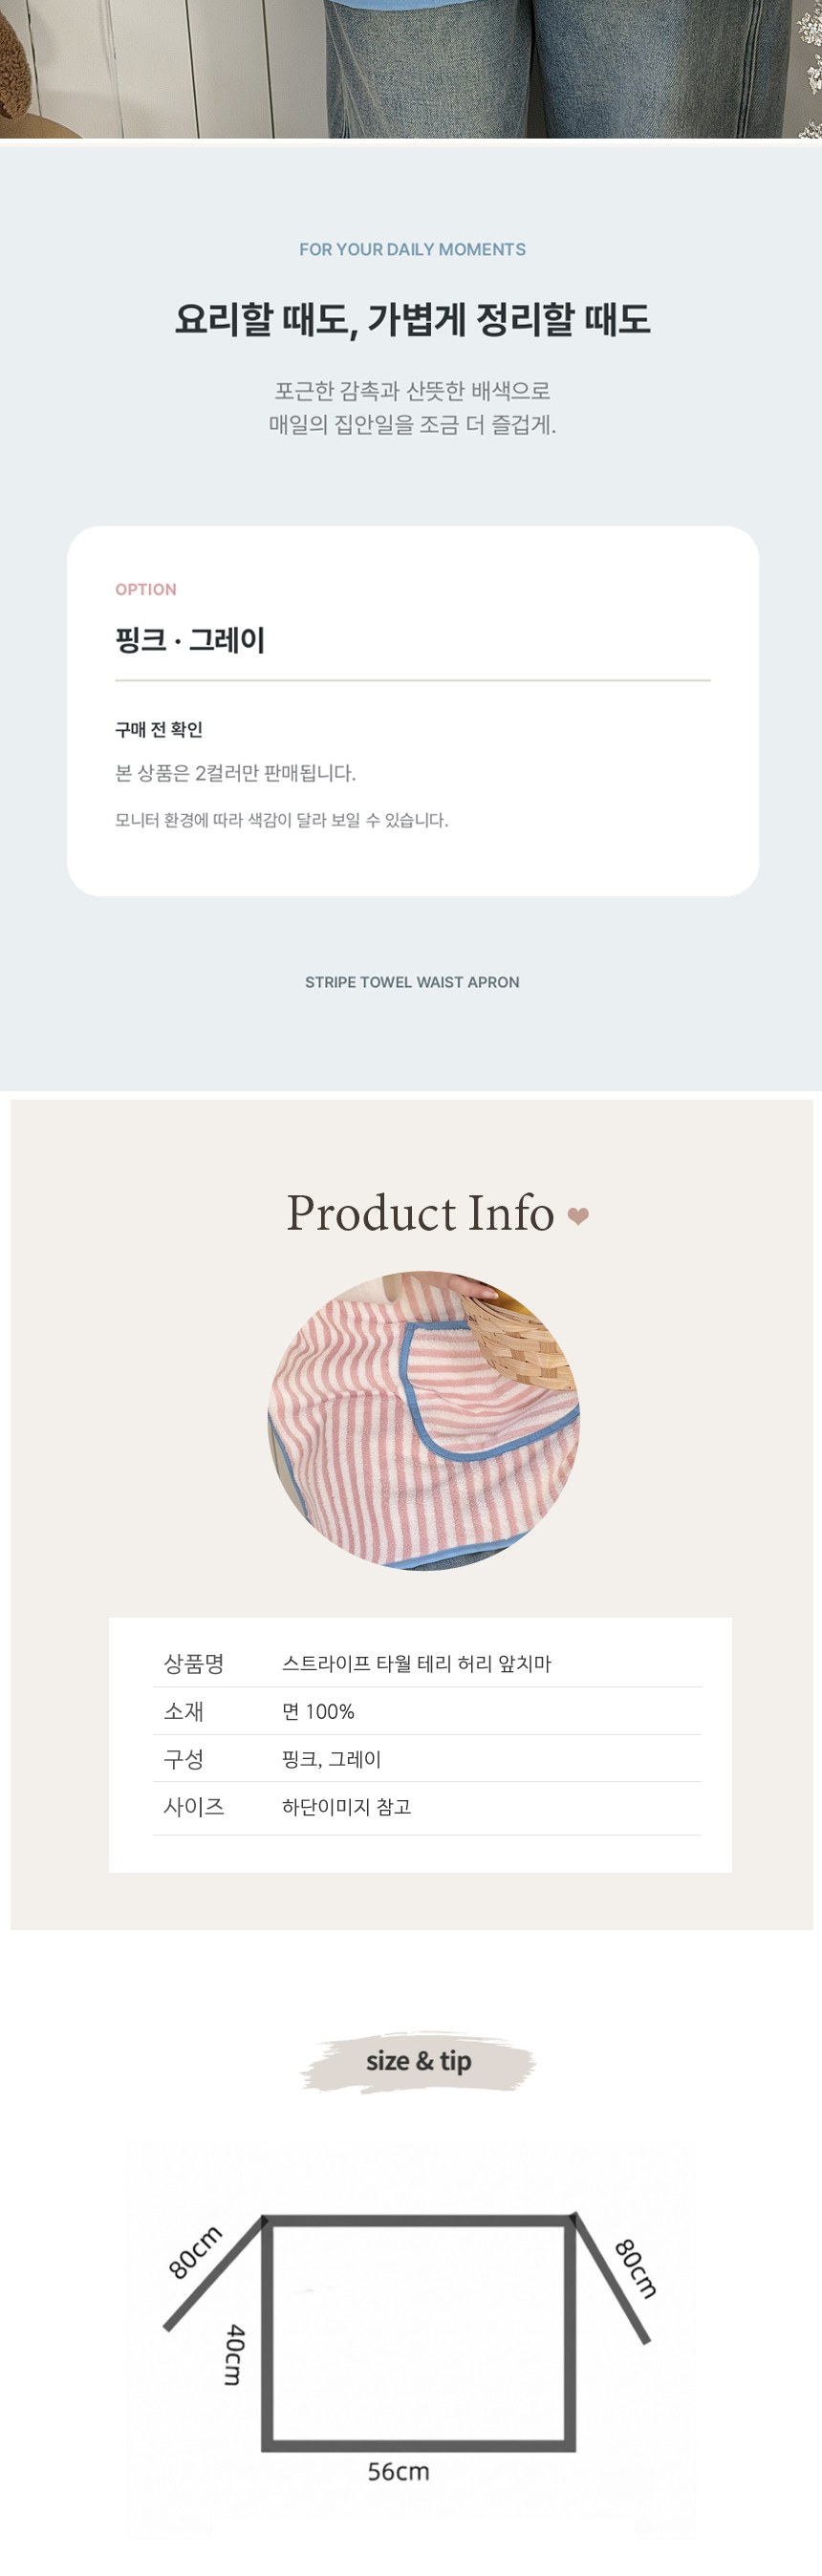 FOR YOUR DAILY MOMENTS
요리할 때도, 가볍게 정리할 때도
포근한 감촉과 산뜻한 배색으로
매일의 집안일을 조금 더 즐겁게.
OPTION
핑크 · 그레이
구매 전 확인
본 상품은 2컬러만 판매됩니다.
모니터 환경에 따라 색감이 달라 보일 수 있습니다.
STRIPE TOWEL WAIST APRON
Product Info
상품명 스트라이프 타월 테리 허리 앞치마
소재 면 100%
구성 핑크, 그레이
사이즈 하단이미지 참고
size & tip
80cm
80cm
40cm
56cm